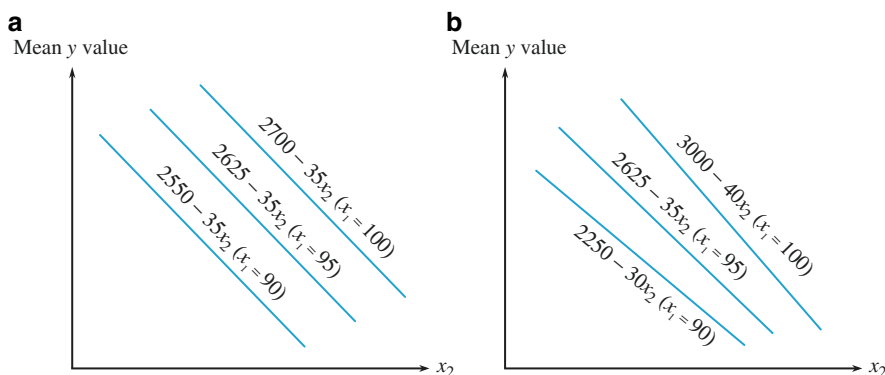 a
Mean y value
2700 − 35x₂ (x₁ = 100)
2625 − 35x₂ (x₁ = 95)
2550 − 35x₂ (x₁ = 90)
x₂
b
Mean y value
3000 − 40x₂ (x₁ = 100)
2625 − 35x₂ (x₁ = 95)
2250 − 30x₂ (x₁ = 90)
x₂